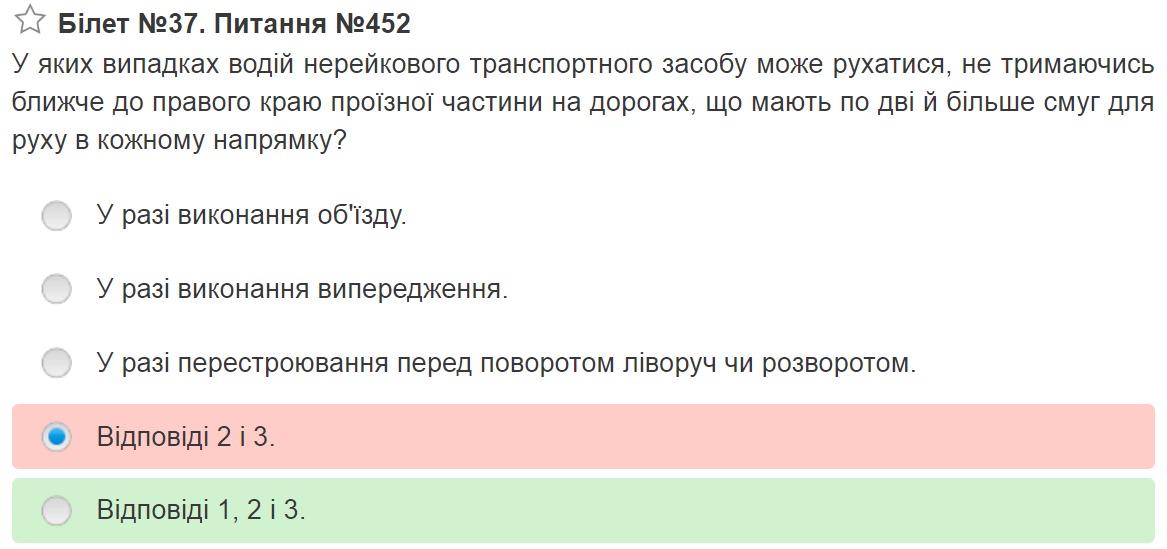 Білет №37. Питання №452
У яких випадках водій нерейкового транспортного засобу може рухатися, не тримаючись
ближче до правого краю проїзної частини на дорогах, що мають по дві й більше смуг для
руху в кожному напрямку?
У разі виконання об'їзду.
У разі виконання випередження.
У разі перестроювання перед поворотом ліворуч чи розворотом.
Відповіді 2 і 3.
Відповіді 1, 2 і 3.